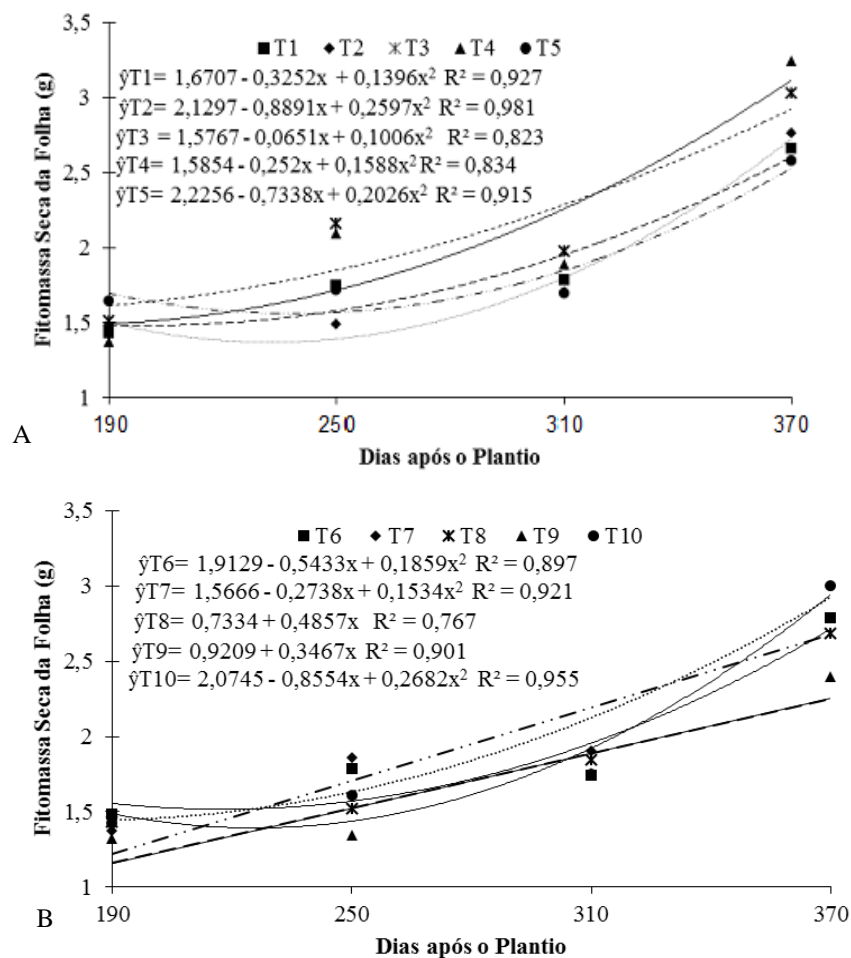 3,5
■ T1 ◆ T2 ж T3 ▲ T4 ● T5
ŷT1= 1,6707 - 0,3252x + 0,1396x² R² = 0,927
3
ŷT2= 2,1297 - 0,8891x + 0,2597x² R² = 0,981
ŷT3 = 1,5767 - 0,0651x + 0,1006x² R² = 0,823
2,5
ŷT4= 1,5854 - 0,252x + 0,1588x² R² = 0,834
ŷT5= 2,2256 - 0,7338x + 0,2026x² R² = 0,915
2
1,5
1
Fitomassa Seca da Folha (g)
190 250 310 370
A
Dias após o Plantio
3,5
■ T6 ◆ T7 ж T8 ▲ T9 ● T10
ŷT6= 1,9129 - 0,5433x + 0,1859x² R² = 0,897
3
ŷT7= 1,5666 - 0,2738x + 0,1534x² R² = 0,921
ŷT8= 0,7334 + 0,4857x R² = 0,767
2,5
ŷT9= 0,9209 + 0,3467x R² = 0,901
ŷT10= 2,0745 - 0,8554x + 0,2682x² R² = 0,955
2
1,5
1
Fitomassa Seca da Folha (g)
190 250 310 370
B
Dias após o Plantio